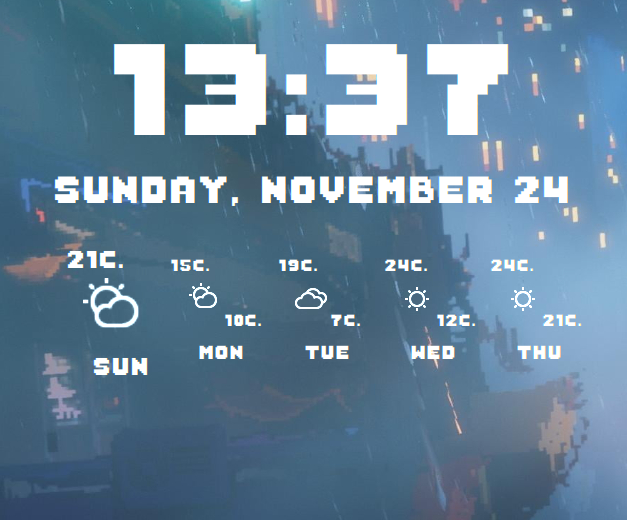 13:37
SUNDAY, NOVEMBER 24
21C. 15C. 19C. 24C. 24C.
10C. 7C. 12C. 21C.
SUN MON TUE WED THU